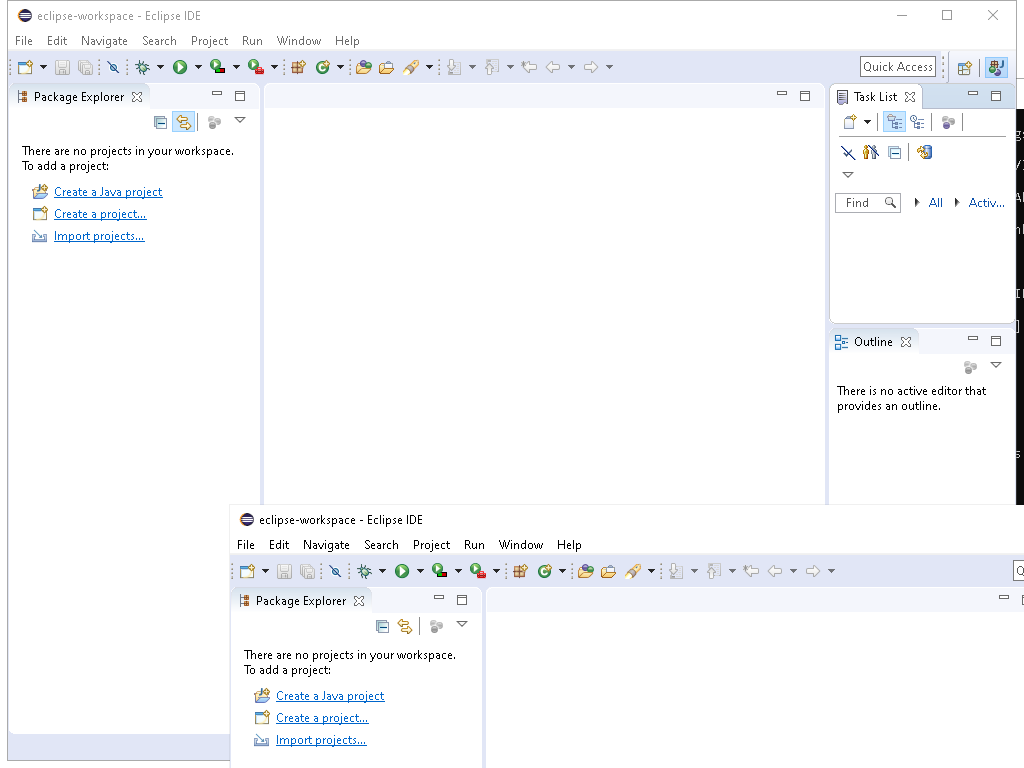 eclipse-workspace - Eclipse IDE
File Edit Navigate Search Project Run Window Help
Quick Access
Package Explorer
There are no projects in your workspace.
To add a project:
Create a Java project
Create a project...
Import projects...
Task List
Find All Activ...
Outline
There is no active editor that
provides an outline.
eclipse-workspace - Eclipse IDE
File Edit Navigate Search Project Run Window Help
Package Explorer
There are no projects in your workspace.
To add a project:
Create a Java project
Create a project...
Import projects...